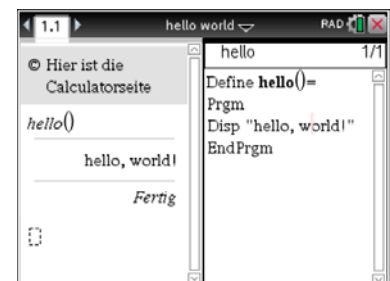 1.1
hello world
RAD
© Hier ist die
Calculatorseite
hello()
hello, world!
Fertig
hello 1/1
Define hello()=
Prgm
Disp "hello, world!"
EndPrgm